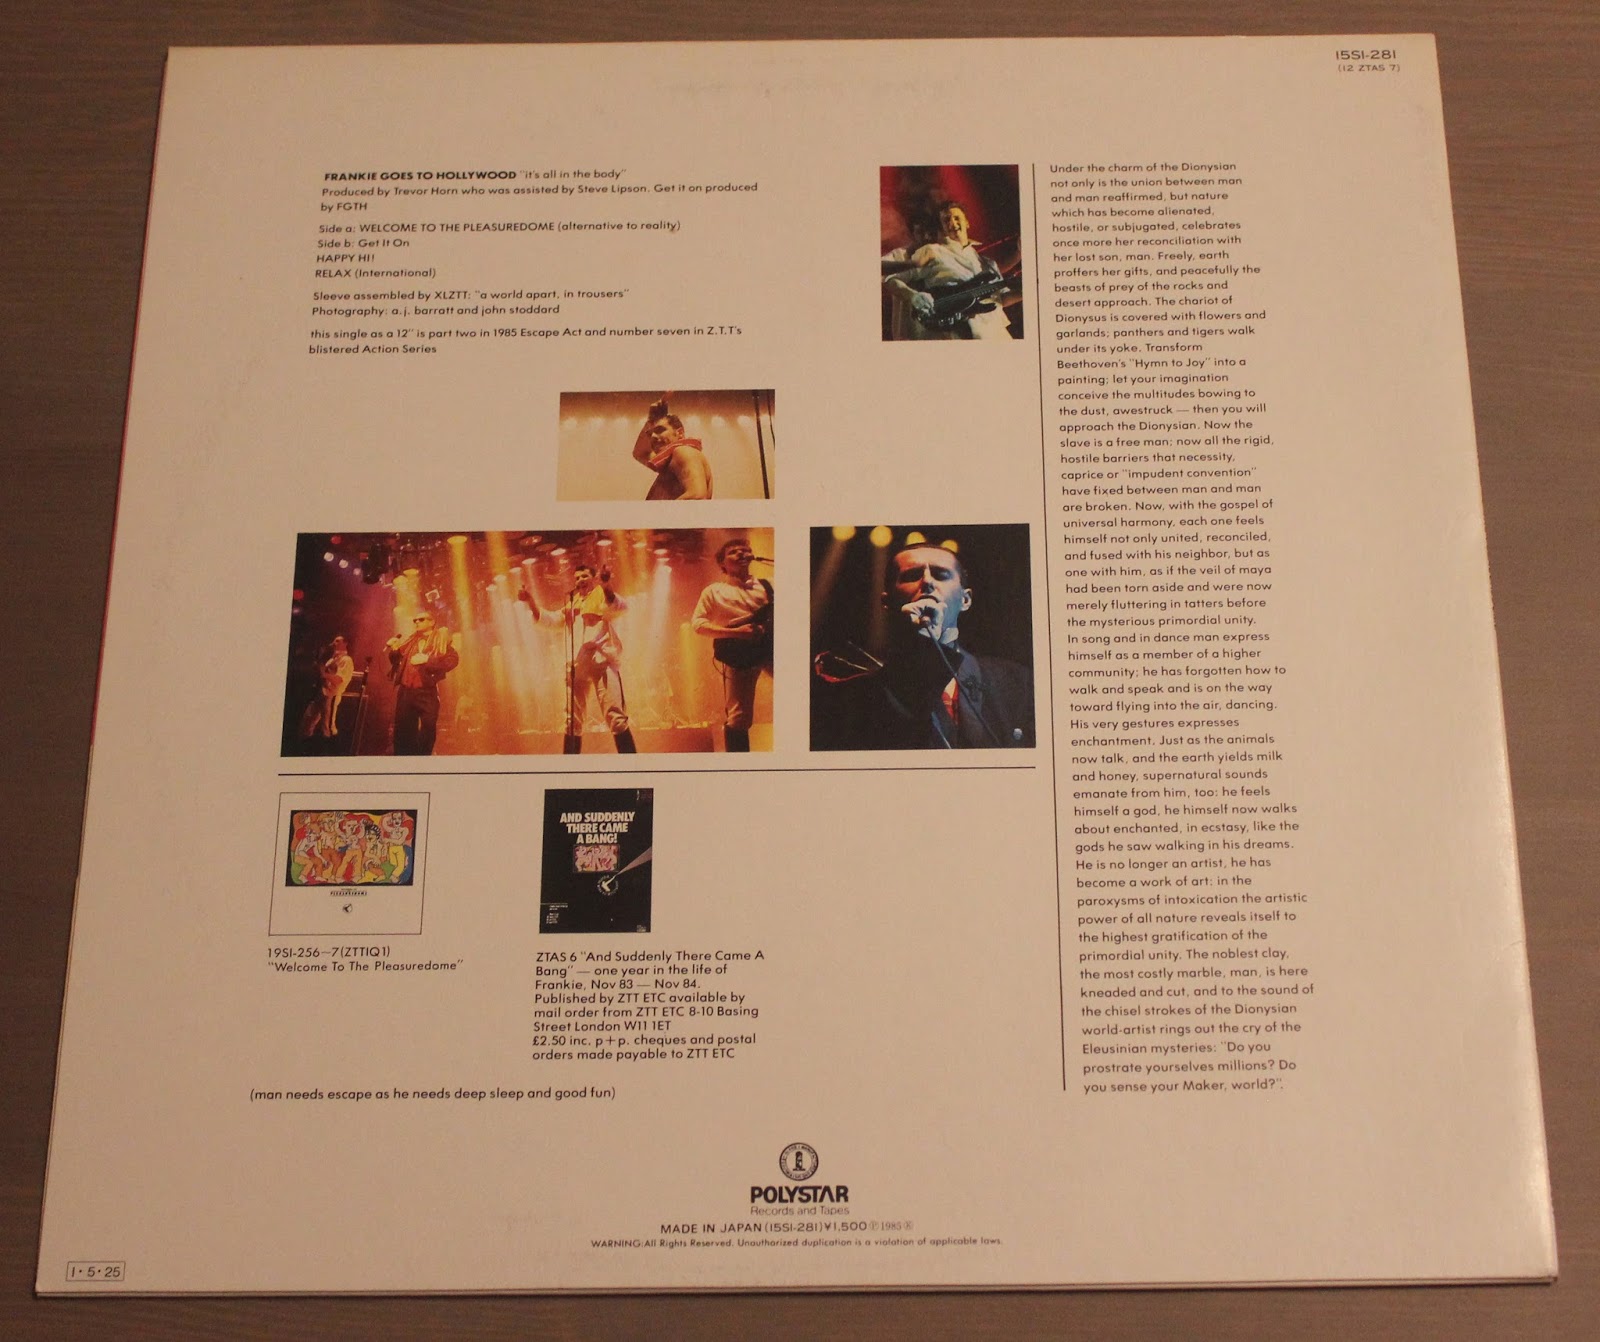 15SI-281
(12 ZTAS 7)
FRANKIE GOES TO HOLLYWOOD "it's all in the body"
Produced by Trevor Horn who was assisted by Steve Lipson. Get it on produced
by FGTH
Side a: WELCOME TO THE PLEASUREDOME (alternative to reality)
Side b: Get It On
HAPPY HI!
RELAX (International)
Sleeve assembled by XLZTT: "a world apart, in trousers"
Photography: a.j. barratt and john stoddard
this single as a 12" is part two in 1985 Escape Act and number seven in Z.T.T's
blistered Action Series
Under the charm of the Dionysian
not only is the union between man
and man reaffirmed, but nature
which has become alienated,
hostile, or subjugated, celebrates
once more her reconciliation with
her lost son, man. Freely, earth
proffers her gifts, and peacefully the
beasts of prey of the rocks and
desert approach. The chariot of
Dionysus is covered with flowers and
garlands; panthers and tigers walk
under its yoke. Transform
Beethoven's "Hymn to Joy" into a
painting; let your imagination
conceive the multitudes bowing to
the dust, awestruck — then you will
approach the Dionysian. Now the
slave is a free man; now all the rigid,
hostile barriers that necessity,
caprice or "impudent convention"
have fixed between man and man
are broken. Now, with the gospel of
universal harmony, each one feels
himself not only united, reconciled,
and fused with his neighbor, but as
one with him, as if the veil of maya
had been torn aside and were now
merely fluttering in tatters before
the mysterious primordial unity.
In song and in dance man express
himself as a member of a higher
community; he has forgotten how to
walk and speak and is on the way
toward flying into the air, dancing.
His very gestures expresses
enchantment. Just as the animals
now talk, and the earth yields milk
and honey, supernatural sounds
emanate from him, too: he feels
himself a god, he himself now walks
about enchanted, in ecstasy, like the
gods he saw walking in his dreams.
He is no longer an artist, he has
become a work of art: in the
paroxysms of intoxication the artistic
power of all nature reveals itself to
the highest gratification of the
primordial unity. The noblest clay,
the most costly marble, man, is here
kneaded and cut, and to the sound of
the chisel strokes of the Dionysian
world-artist rings out the cry of the
Eleusinian mysteries: "Do you
prostrate yourselves millions? Do
you sense your Maker, world?".
PLEASUREDOME
AND SUDDENLY
THERE CAME
A BANG!
19SI-256~7(ZTTIQ1)
"Welcome To The Pleasuredome"
ZTAS 6 "And Suddenly There Came A
Bang" — one year in the life of
Frankie, Nov 83 — Nov 84.
Published by ZTT ETC available by
mail order from ZTT ETC 8-10 Basing
Street London W11 1ET
£2.50 inc. p+p. cheques and postal
orders made payable to ZTT ETC
(man needs escape as he needs deep sleep and good fun)
POLYSTAR
Records and Tapes
MADE IN JAPAN (15SI-281) ¥1,500 Ⓟ 1985 Ⓡ
WARNING: All Rights Reserved. Unauthorized duplication is a violation of applicable laws.
I・5・25